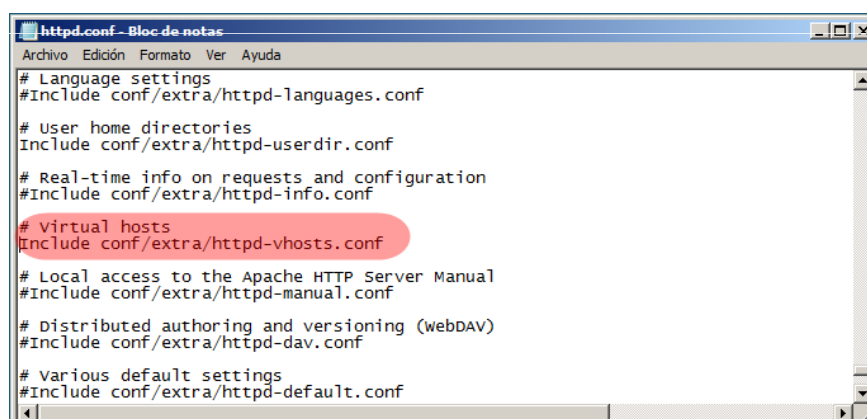 httpd.conf - Bloc de notas
Archivo Edición Formato Ver Ayuda
# Language settings
#Include conf/extra/httpd-languages.conf
# User home directories
Include conf/extra/httpd-userdir.conf
# Real-time info on requests and configuration
#Include conf/extra/httpd-info.conf
# Virtual hosts
Include conf/extra/httpd-vhosts.conf
# Local access to the Apache HTTP Server Manual
#Include conf/extra/httpd-manual.conf
# Distributed authoring and versioning (WebDAV)
#Include conf/extra/httpd-dav.conf
# Various default settings
#Include conf/extra/httpd-default.conf